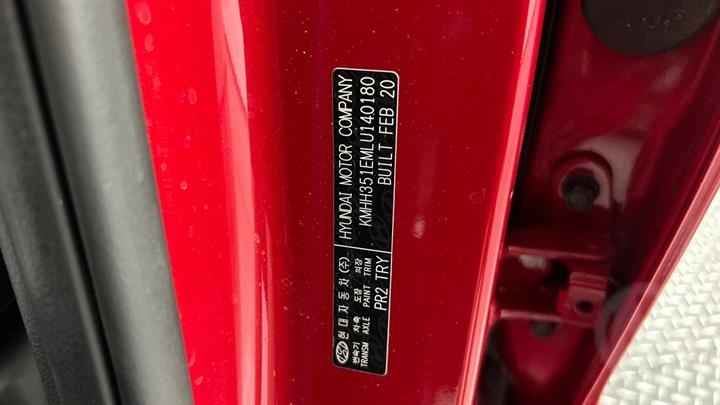 현대자동차(주) HYUNDAI MOTOR COMPANY
KMHH351EMLU140180
변속기 차축 도장 의장
TRANSM AXLE PAINT TRIM
PR2 TRY
BUILT FEB 20